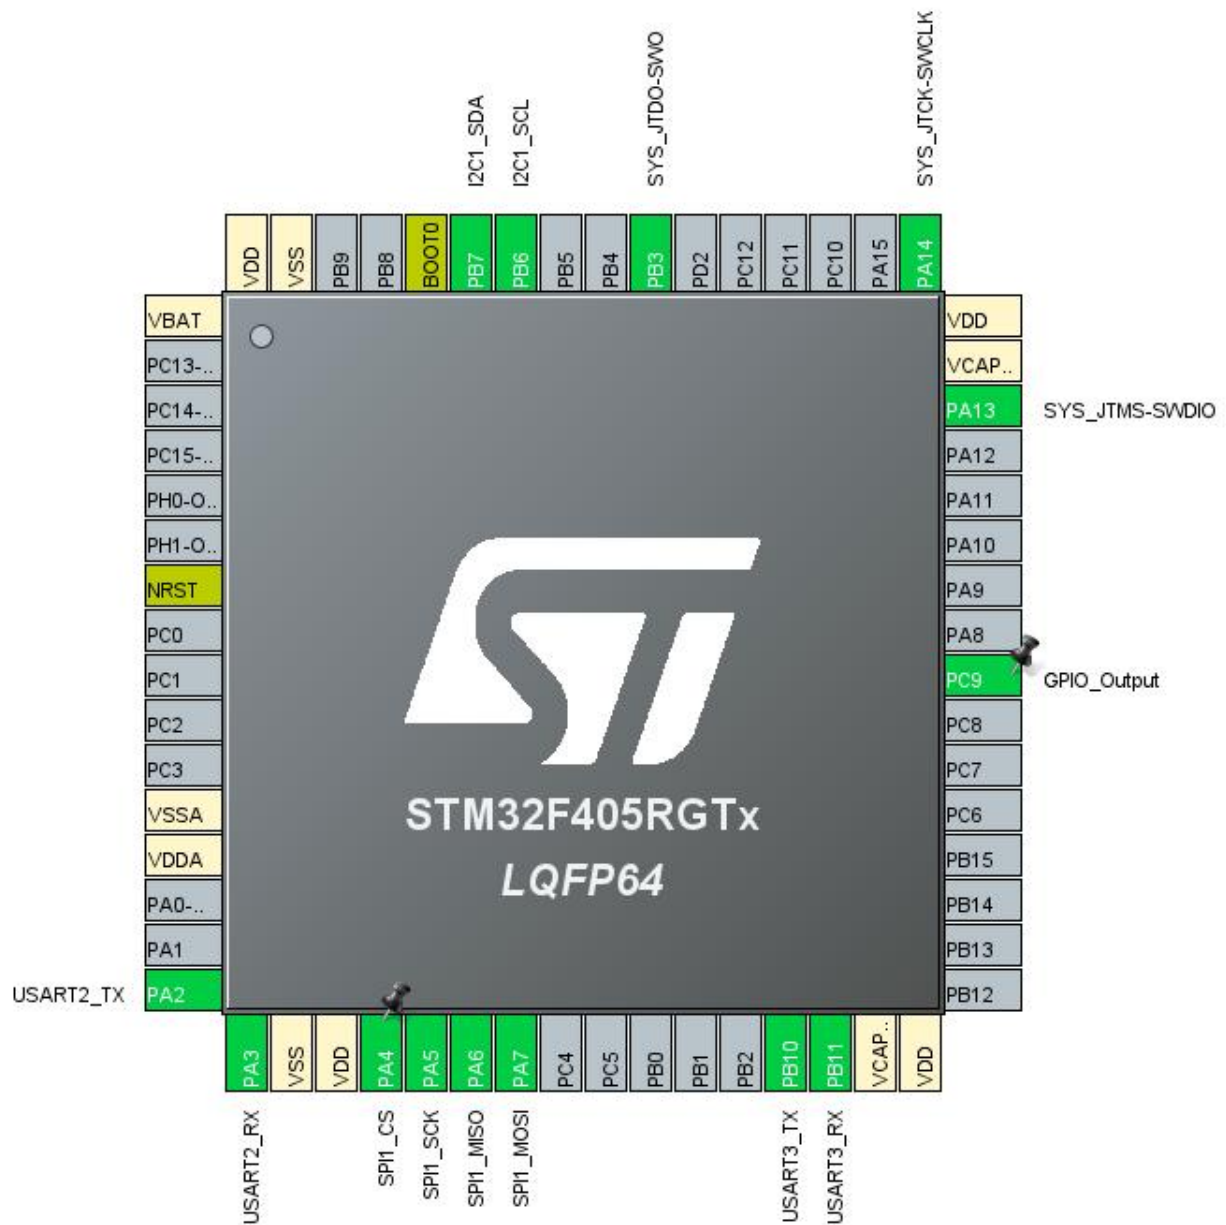 I2C1_SDA
I2C1_SCL
SYS_JTDO-SWO
SYS_JTCK-SWCLK
VDD
VSS
PB9
PB8
BOOT0
PB7
PB6
PB5
PB4
PB3
PD2
PC12
PC11
PC10
PA15
PA14
VBAT
PC13-..
PC14-..
PC15-..
PH0-O..
PH1-O..
NRST
PC0
PC1
PC2
PC3
VSSA
VDDA
PA0-..
PA1
USART2_TX PA2
VDD
VCAP..
PA13 SYS_JTMS-SWDIO
PA12
PA11
PA10
PA9
PA8
PC9 GPIO_Output
PC8
PC7
PC6
PB15
PB14
PB13
PB12
ST
STM32F405RGTx
LQFP64
PA3
VSS
VDD
PA4
PA5
PA6
PA7
PC4
PC5
PB0
PB1
PB2
PB10
PB11
VCAP..
VDD
USART2_RX
SPI1_CS
SPI1_SCK
SPI1_MISO
SPI1_MOSI
USART3_TX
USART3_RX